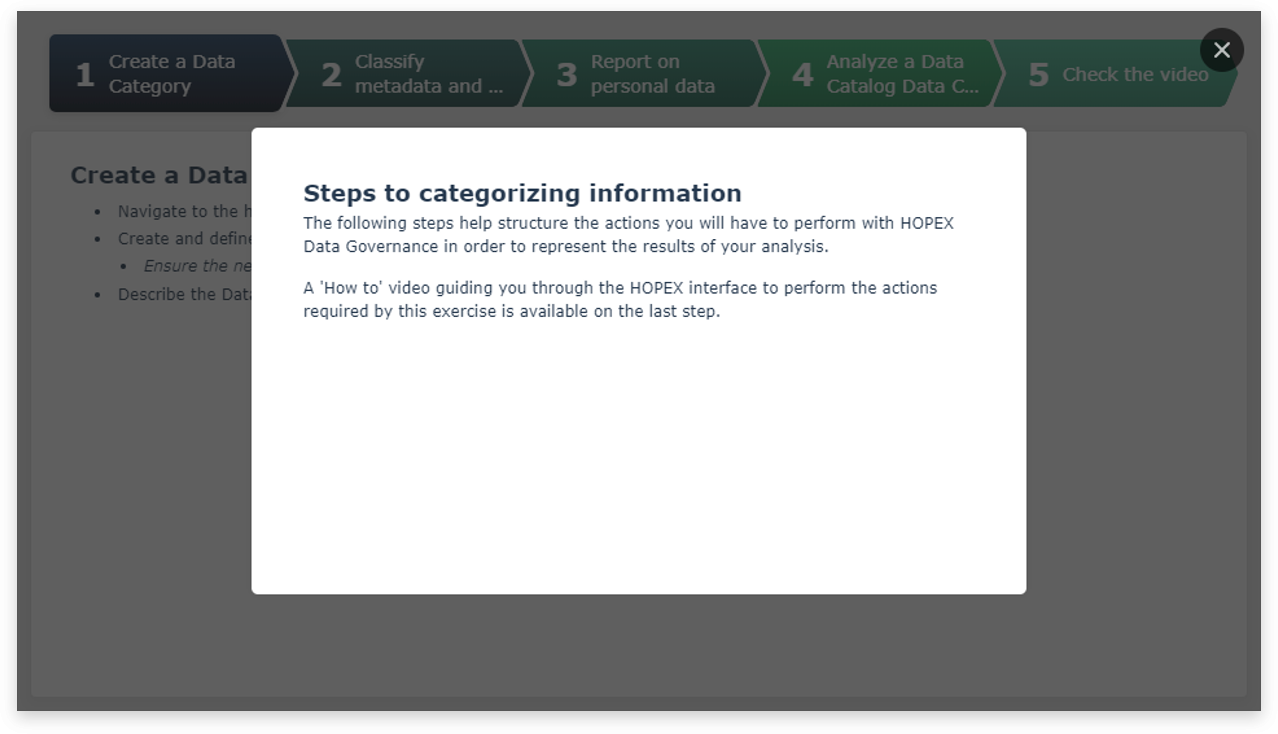 1
Create a Data
Category
2
Classify
metadata and ...
3
Report on
personal data
4
Analyze a Data
Catalog Data C...
5
Check the video
Create a Data
Navigate to the h
Create and define
Ensure the ne
Describe the Data
Steps to categorizing information
The following steps help structure the actions you will have to perform with HOPEX
Data Governance in order to represent the results of your analysis.
A 'How to' video guiding you through the HOPEX interface to perform the actions
required by this exercise is available on the last step.